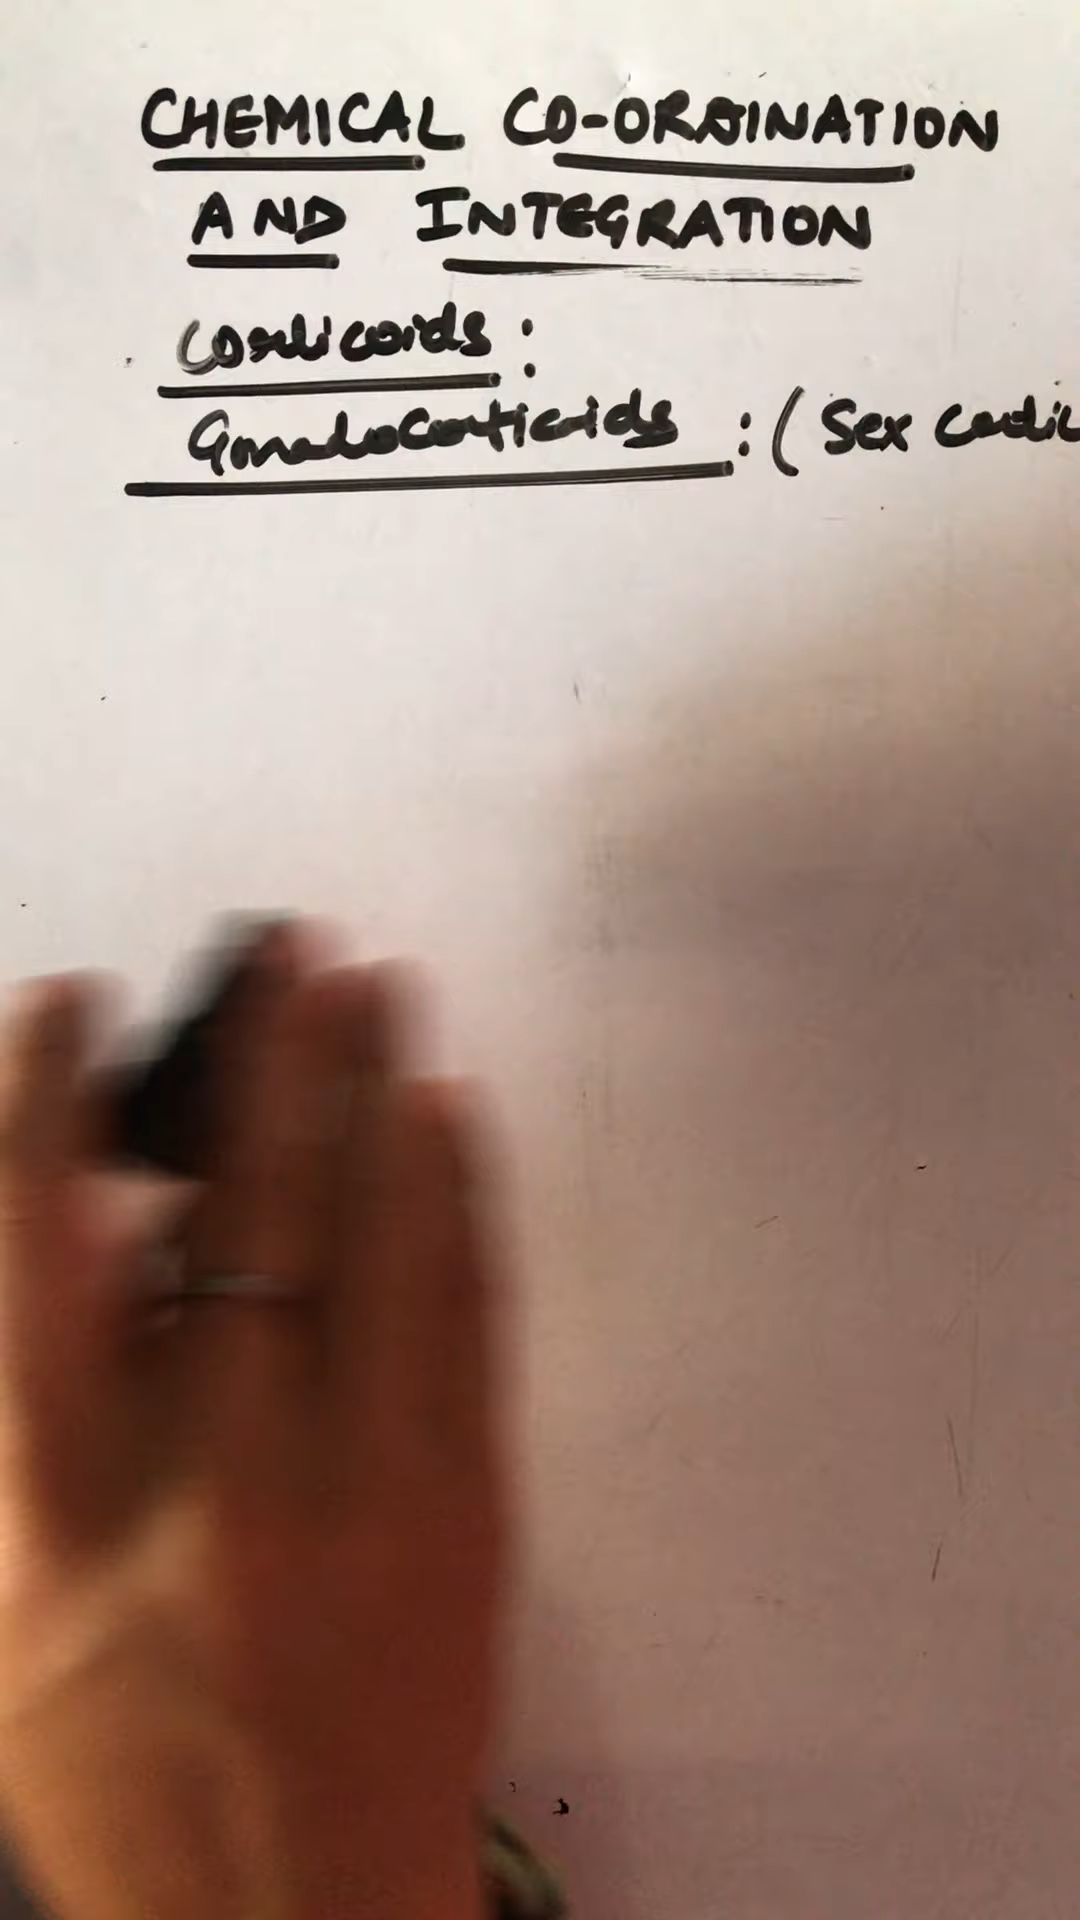 CHEMICAL CO-ORDINATION
AND INTEGRATION
Corticoids :
Gonadocorticoids : ( Sex